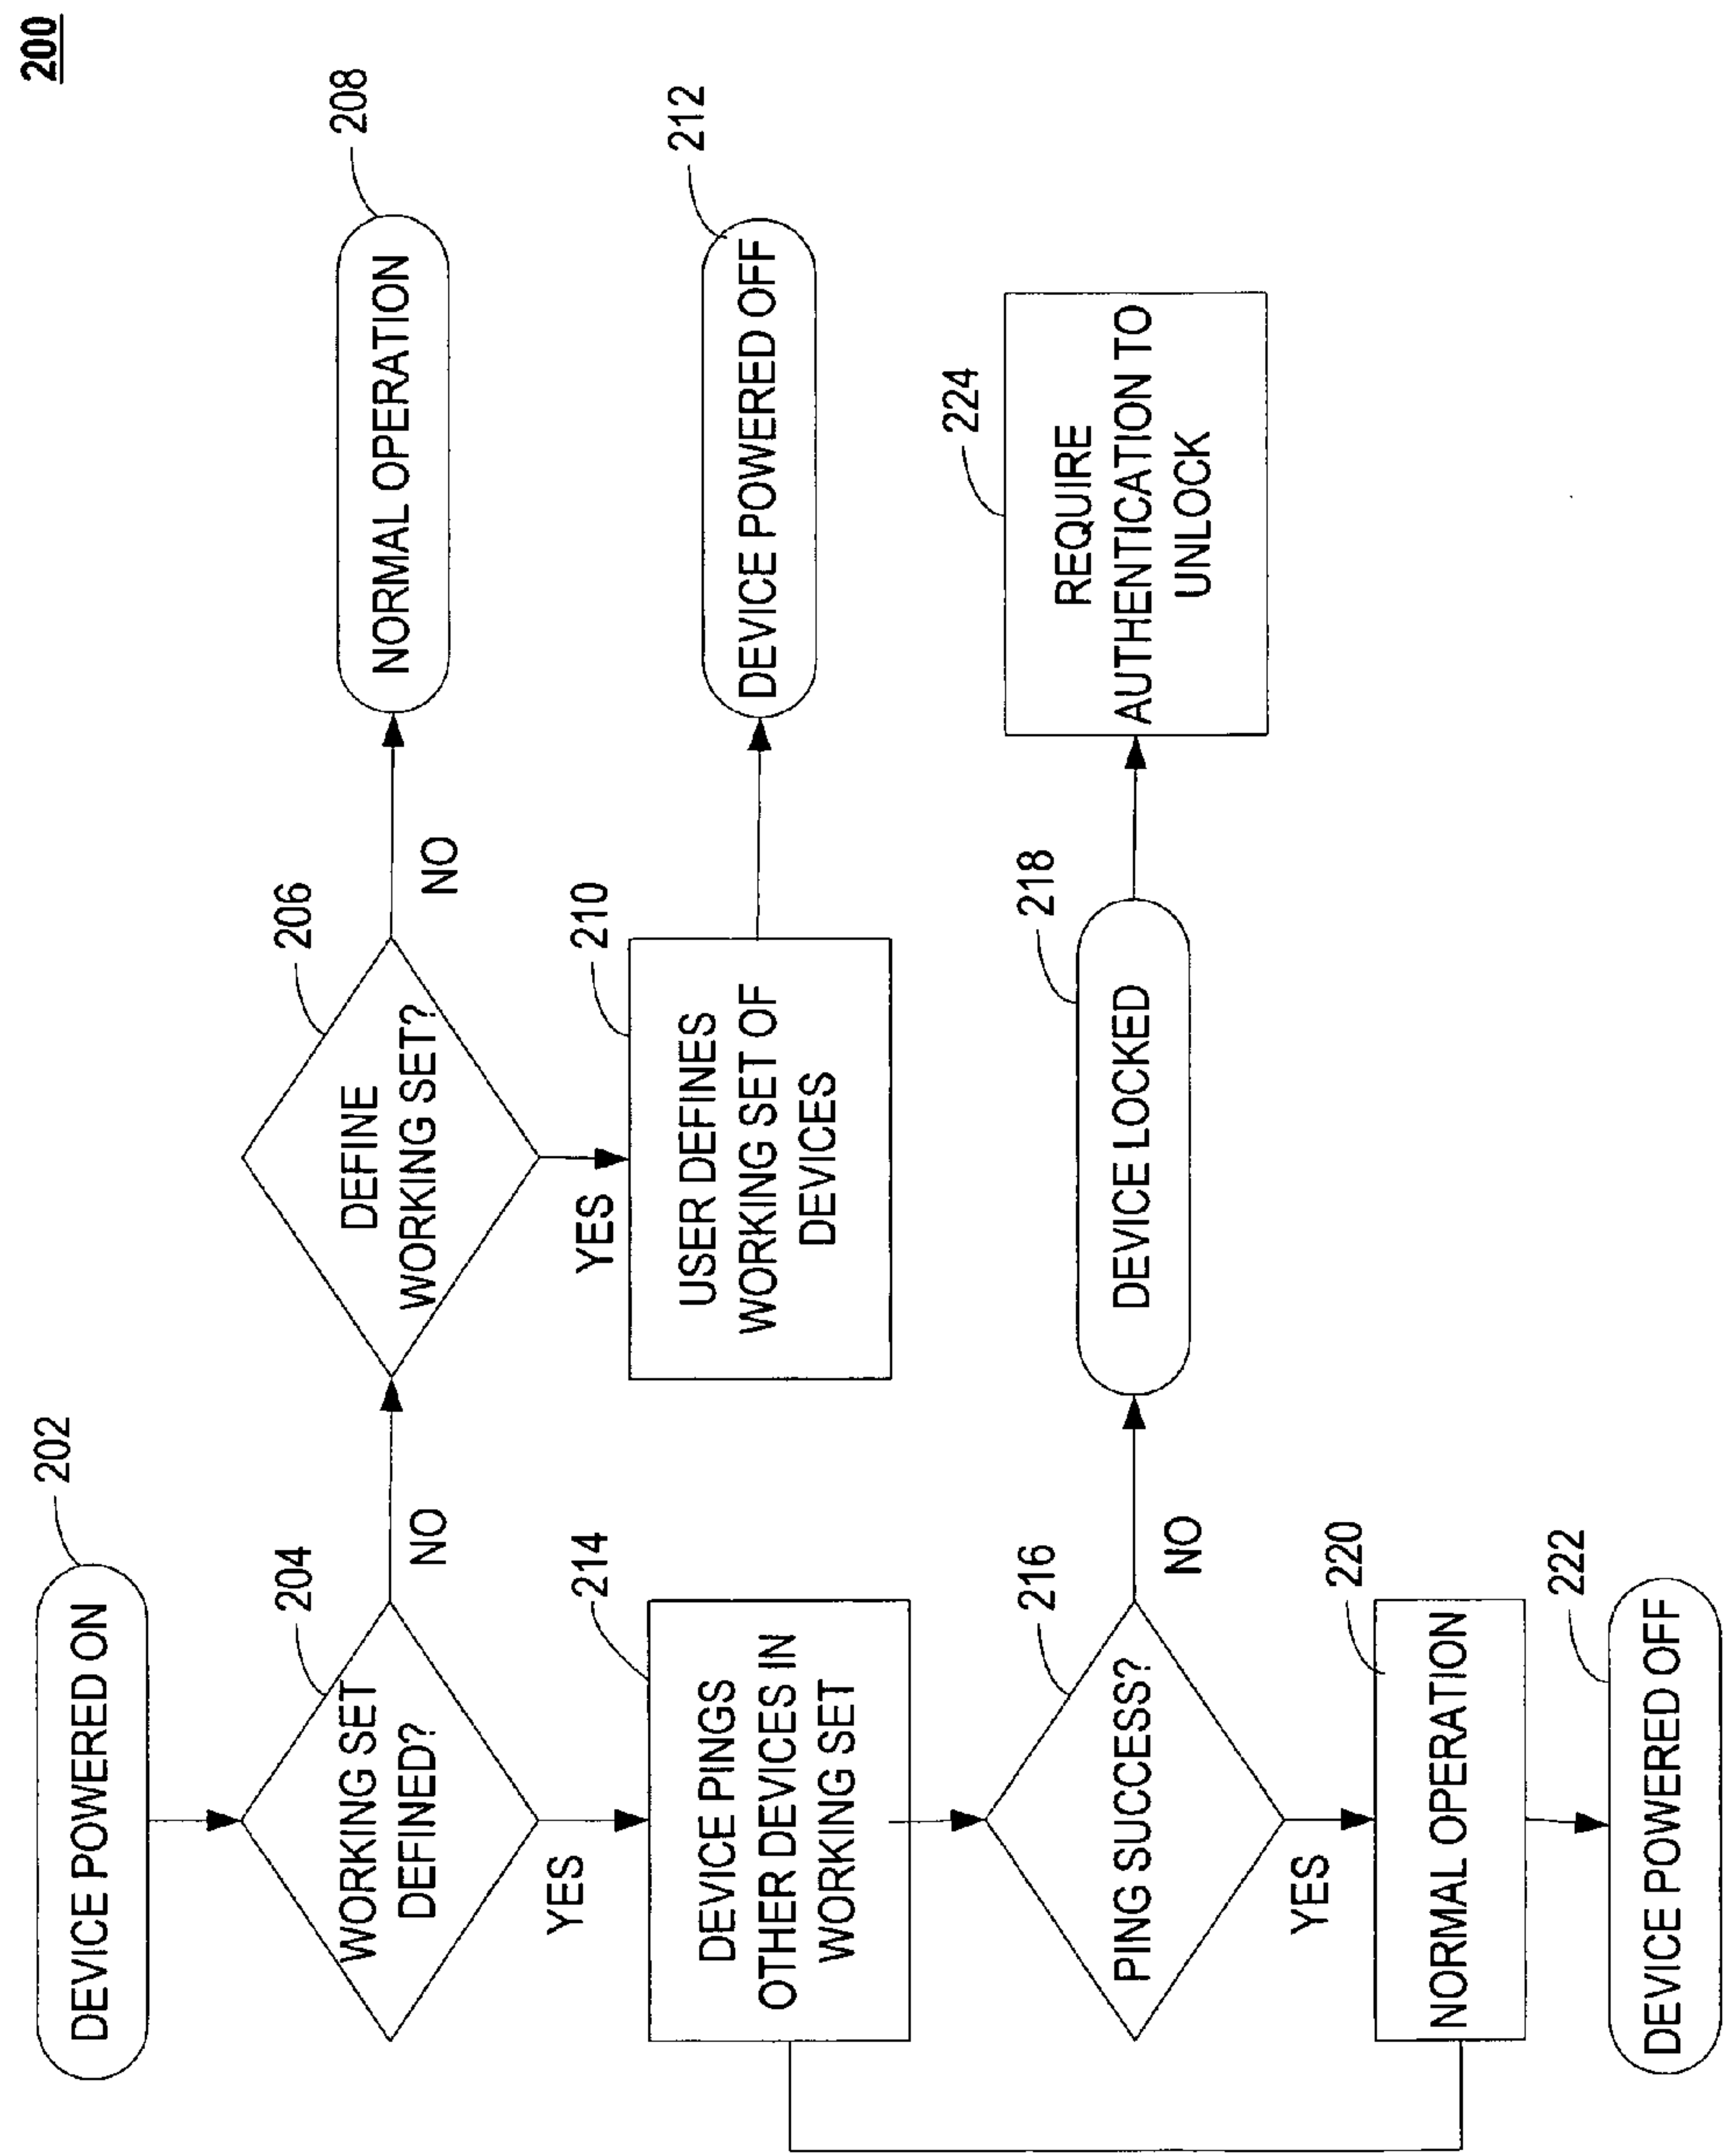 200
202
DEVICE POWERED ON
204
WORKING SET
DEFINED?
NO
YES
206
DEFINE
WORKING SET?
NO
YES
208
NORMAL OPERATION
210
USER DEFINES
WORKING SET OF
DEVICES
212
DEVICE POWERED OFF
214
DEVICE PINGS
OTHER DEVICES IN
WORKING SET
216
PING SUCCESS?
NO
YES
218
DEVICE LOCKED
224
REQUIRE
AUTHENTICATION TO
UNLOCK
220
NORMAL OPERATION
222
DEVICE POWERED OFF